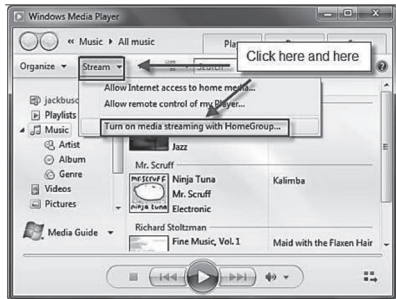 Windows Media Player
« Music ▸ All music
Click here and here
Organize
Stream
Allow Internet access to home media...
Allow remote control of my Player...
Turn on media streaming with HomeGroup...
jackbusc
Playlists
Music
Artist
Album
Genre
Videos
Pictures
Media Guide
Jazz
Mr. Scruff
Ninja Tuna
Mr. Scruff
Electronic
Kalimba
Richard Stoltzman
Fine Music, Vol. 1
Maid with the Flaxen Hair